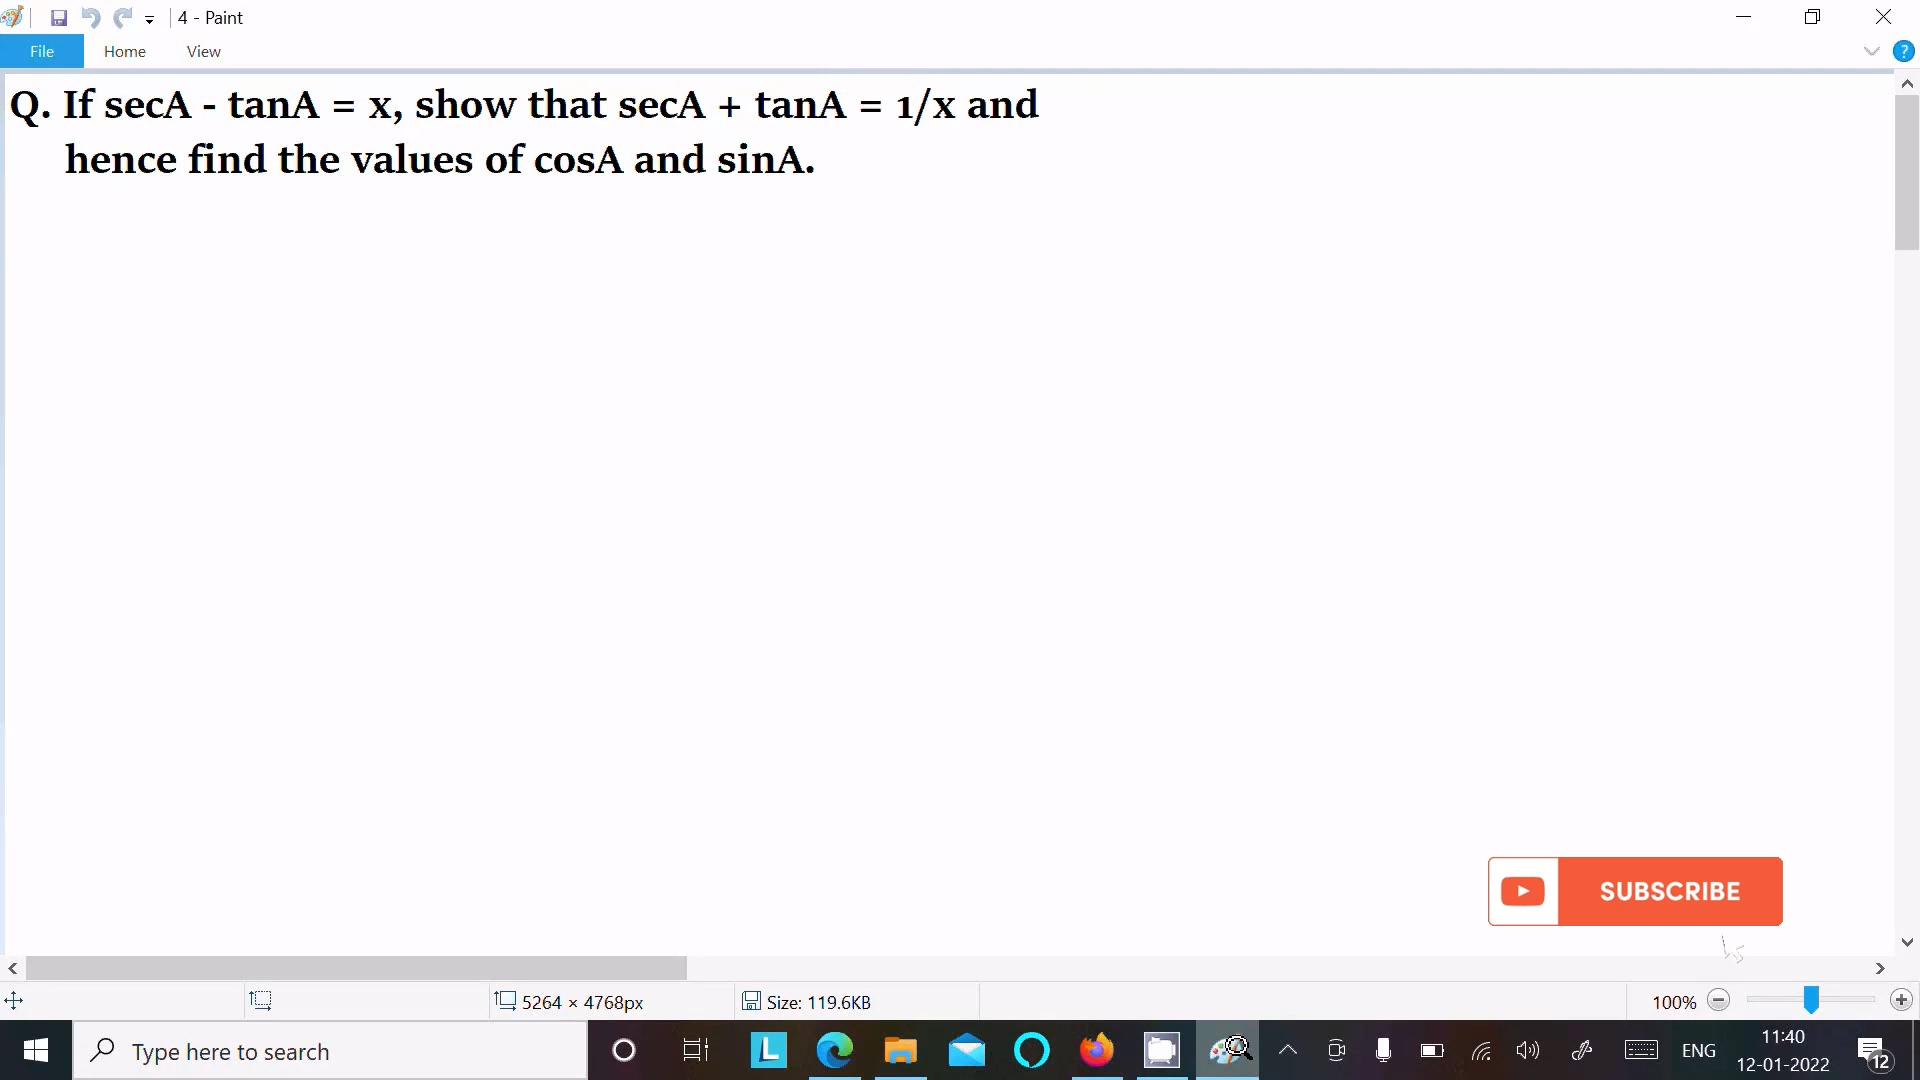 4 - Paint
File Home View
Q. If secA - tanA = x, show that secA + tanA = 1/x and
hence find the values of cosA and sinA.
SUBSCRIBE
5264 × 4768px
Size: 119.6KB
100%
Type here to search
L
ENG
11:40
12-01-2022
12